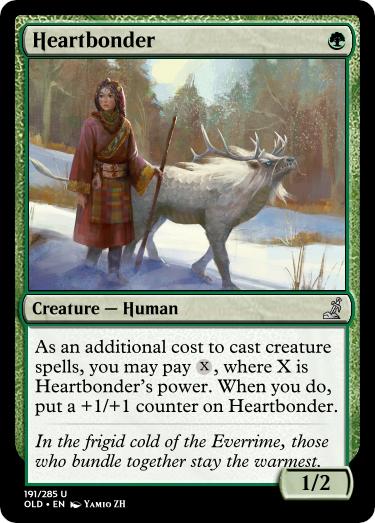 Heartbonder
Creature — Human
As an additional cost to cast creature
spells, you may pay X, where X is
Heartbonder's power. When you do,
put a +1/+1 counter on Heartbonder.
In the frigid cold of the Everrime, those
who bundle together stay the warmest.
1/2
191/285 U
OLD • EN Yamio ZH